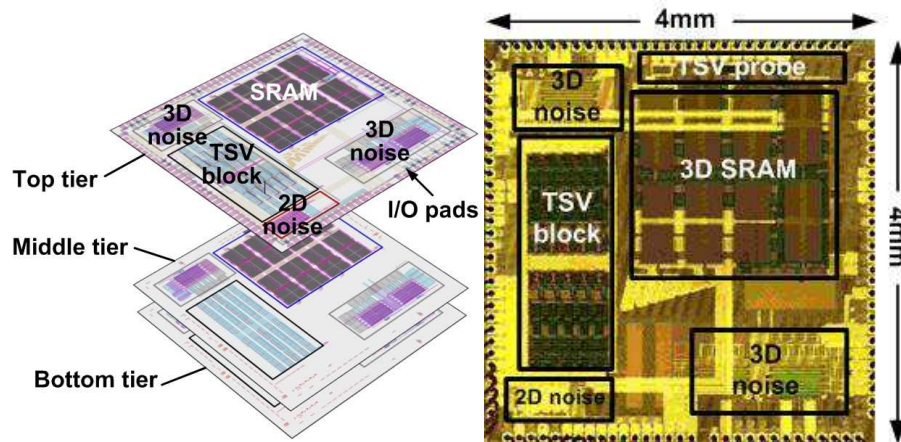 SRAM
3D
noise
TSV
block
3D
noise
2D
noise
Top tier
I/O pads
Middle tier
Bottom tier
4mm
TSV probe
3D
noise
3D SRAM
TSV
block
4mm
3D
noise
2D noise